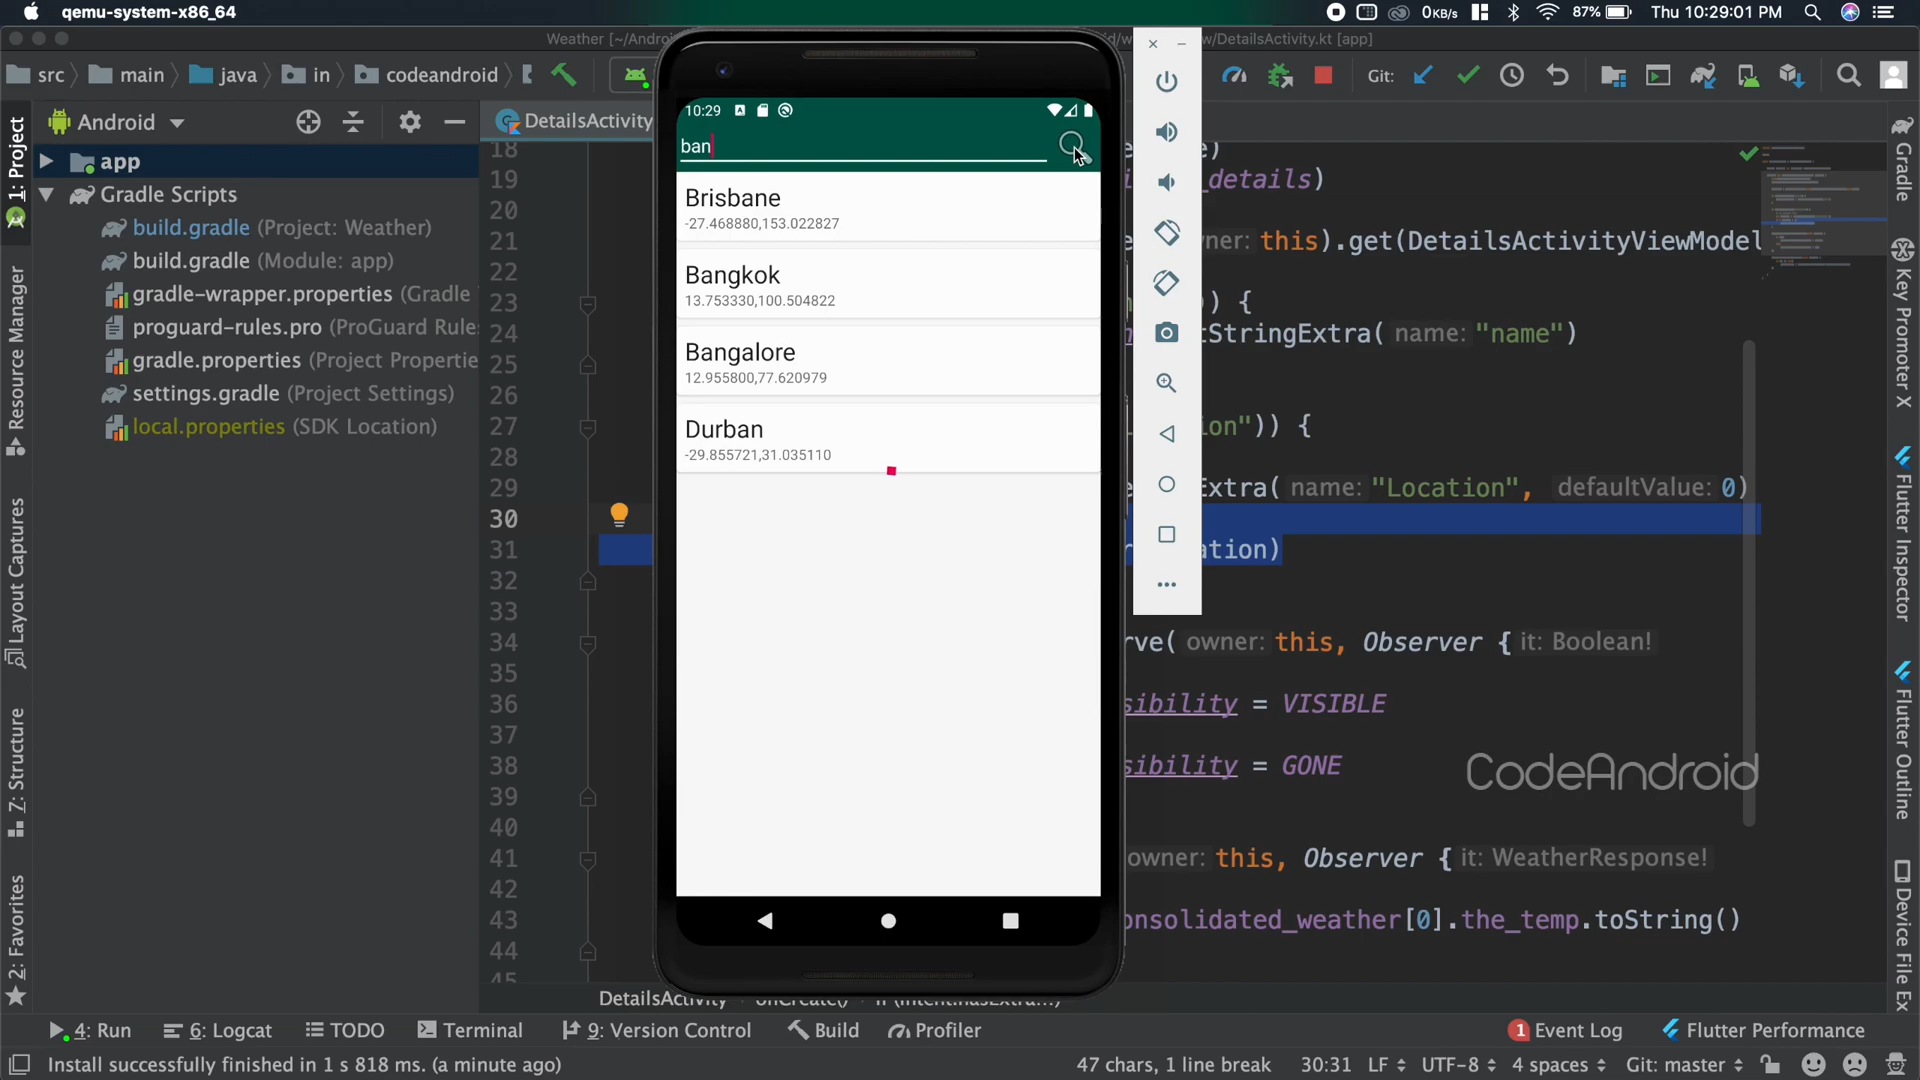 qemu-system-x86_64
0KB/s
87%
Thu 10:29:01 PM
Weather [~/Andro
w/DetailsActivity.kt [app]
src
main
java
in
codeandroid
Git:
Android
DetailsActivity
app
Gradle Scripts
build.gradle (Project: Weather)
build.gradle (Module: app)
gradle-wrapper.properties (Gradle
proguard-rules.pro (ProGuard Rule
gradle.properties (Project Propertie
settings.gradle (Project Settings)
local.properties (SDK Location)
1: Project
Resource Manager
Layout Captures
Z: Structure
2: Favorites
10:29
ban
Brisbane
-27.468880,153.022827
Bangkok
13.753330,100.504822
Bangalore
12.955800,77.620979
Durban
-29.855721,31.035110
18
19
20
21
22
23
24
25
26
27
28
29
30
31
32
33
34
35
36
37
38
39
40
41
42
43
44
45
e)
_details)
ner: this).get(DetailsActivityViewModel
)) {
tStringExtra( name: "name")
ion")) {
Extra( name: "Location", defaultValue: 0)
ation)
rve( owner: this, Observer { it: Boolean!
sibility = VISIBLE
sibility = GONE
owner: this, Observer { it: WeatherResponse!
onsolidated_weather[0].the_temp.toString()
CodeAndroid
Gradle
Key Promoter X
Flutter Inspector
Flutter Outline
Device File Ex
DetailsActivity
onCreate()
if (intent.hasExtra...)
4: Run
6: Logcat
TODO
Terminal
9: Version Control
Build
Profiler
1 Event Log
Flutter Performance
Install successfully finished in 1 s 818 ms. (a minute ago)
47 chars, 1 line break
30:31
LF
UTF-8
4 spaces
Git: master